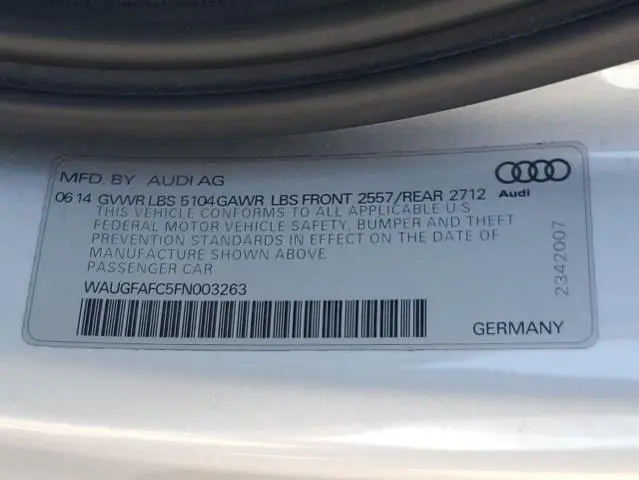 MFD. BY AUDI AG
06 14 GVWR LBS 5104 GAWR LBS FRONT 2557/REAR 2712
Audi
THIS VEHICLE CONFORMS TO ALL APPLICABLE U S
FEDERAL MOTOR VEHICLE SAFETY, BUMPER AND THEFT
PREVENTION STANDARDS IN EFFECT ON THE DATE OF
MANUFACTURE SHOWN ABOVE
PASSENGER CAR
WAUGFAFC5FN003263
GERMANY
2342007